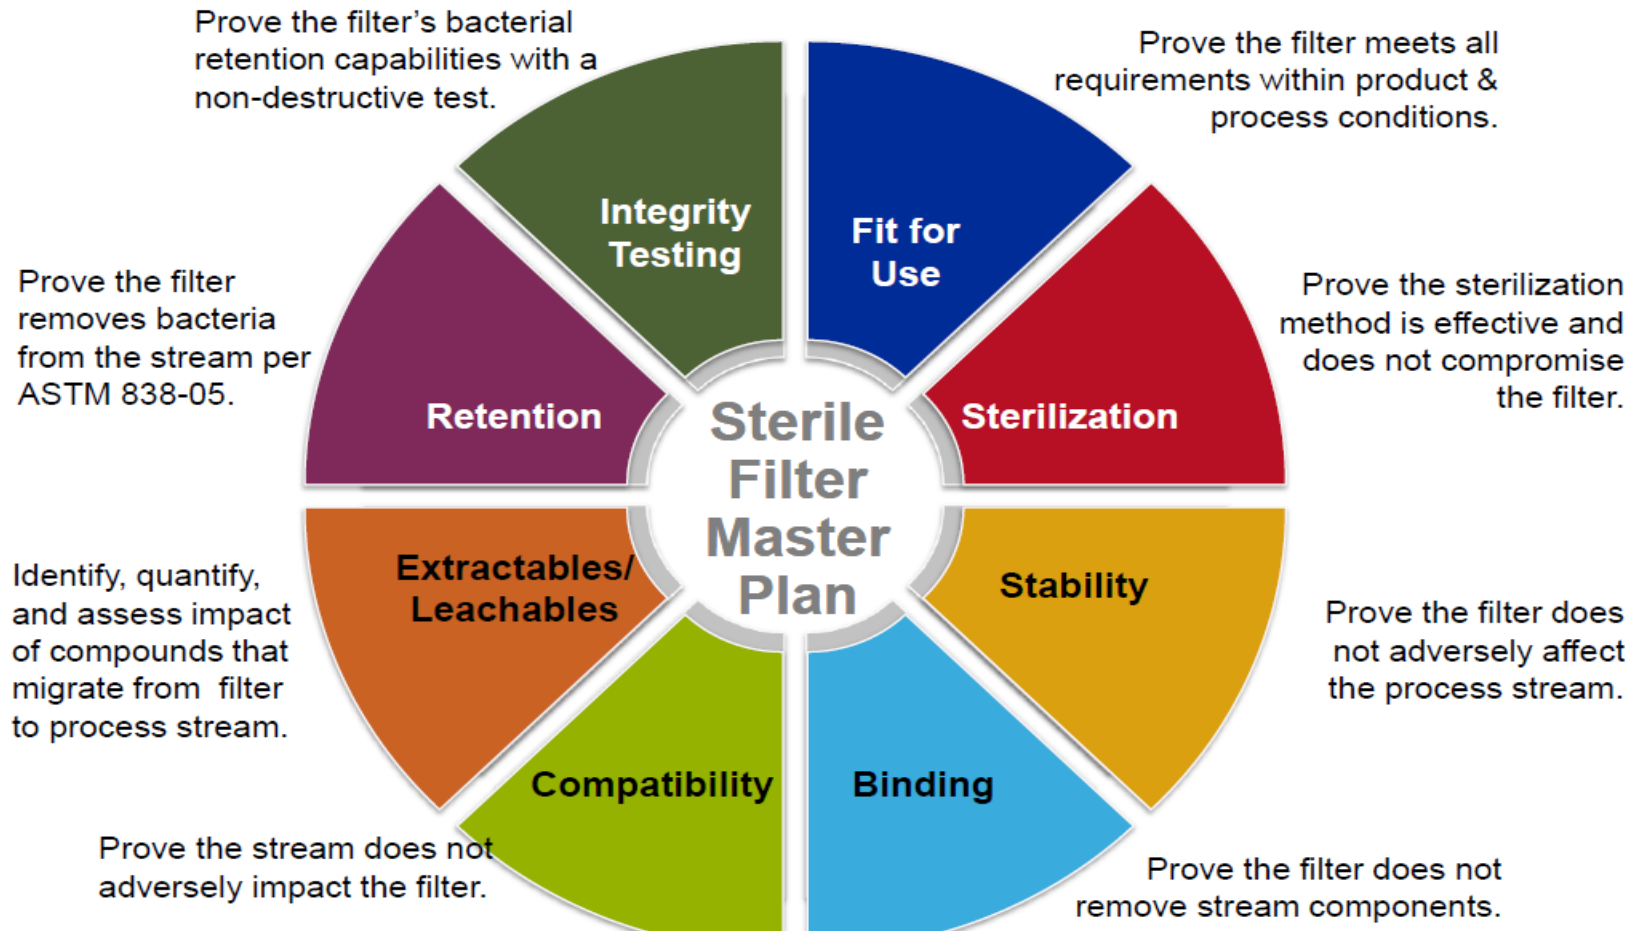 Prove the filter's bacterial
retention capabilities with a
non-destructive test.
Prove the filter meets all
requirements within product &
process conditions.
Integrity
Testing
Fit for
Use
Prove the filter
removes bacteria
from the stream per
ASTM 838-05.
Retention
Sterilization
Prove the sterilization
method is effective and
does not compromise
the filter.
Sterile
Filter
Master
Plan
Identify, quantify,
and assess impact
of compounds that
migrate from  filter
to process stream.
Extractables/
Leachables
Stability
Prove the filter does
not adversely affect
the process stream.
Compatibility
Binding
Prove the stream does not
adversely impact the filter.
Prove the filter does not
remove stream components.